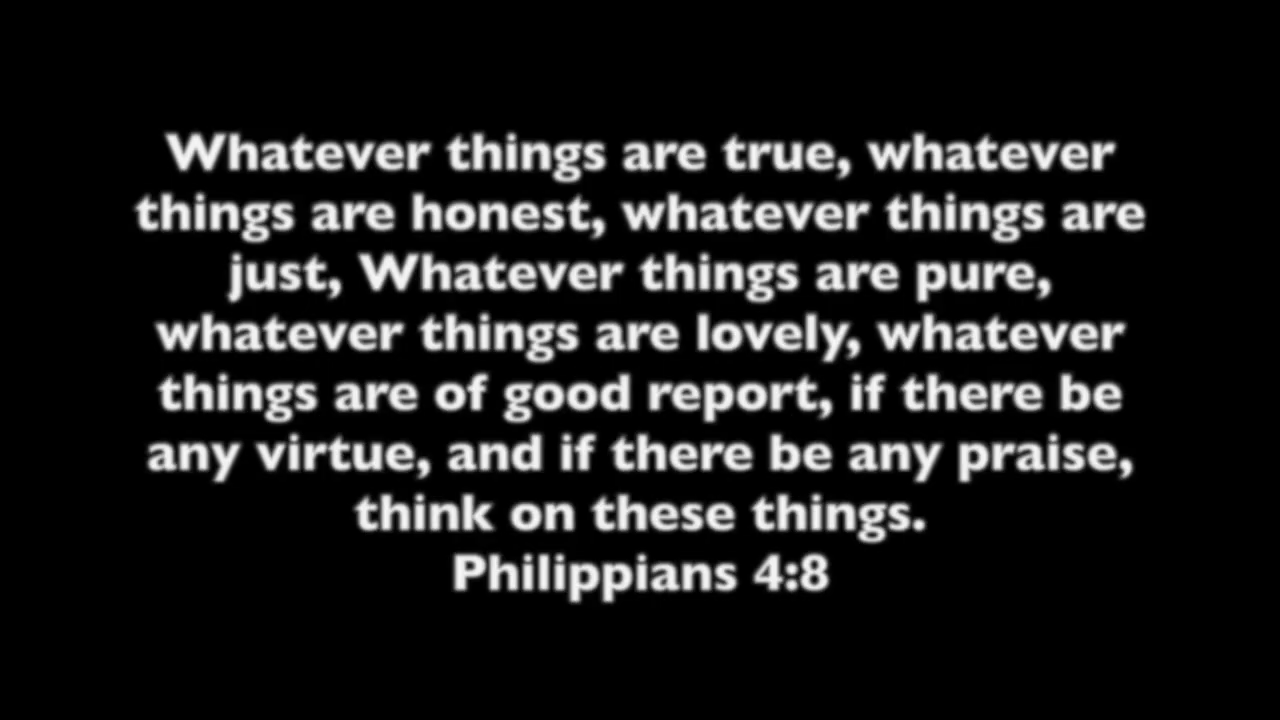 Whatever things are true, whatever
things are honest, whatever things are
just, Whatever things are pure,
whatever things are lovely, whatever
things are of good report, if there be
any virtue, and if there be any praise,
think on these things.
Philippians 4:8